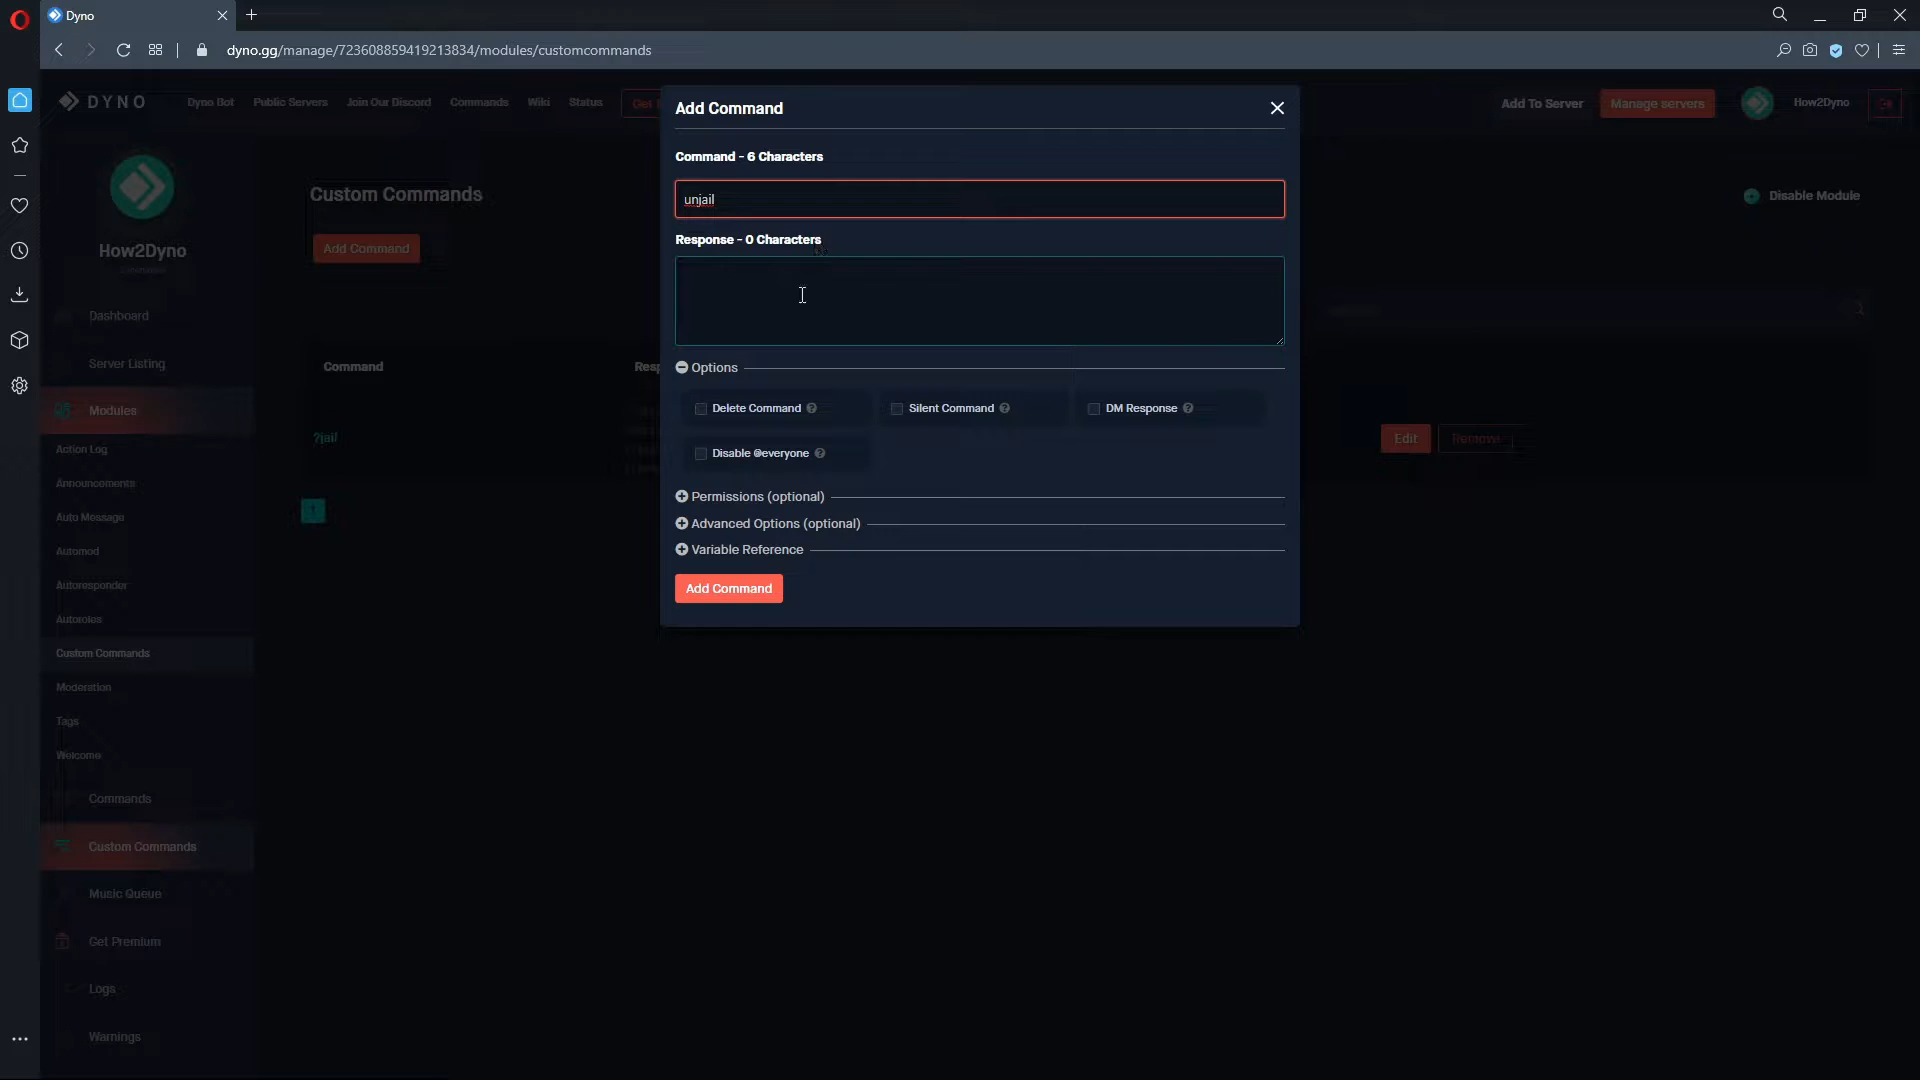 Dyno
dyno.gg/manage/723608859419213834/modules/customcommands
DYNO
Dyno Bot
Public Servers
Join Our Discord
Commands
Wiki
Status
Get
Add To Server
Manage servers
How2Dyno
How2Dyno
Dashboard
Server Listing
Modules
Action Log
Announcements
Auto Message
Automod
Autoresponder
Autoroles
Custom Commands
Moderation
Tags
Welcome
Commands
Custom Commands
Music Queue
Get Premium
Logs
Warnings
Custom Commands
Disable Module
Add Command
Command
Resp
?jail
Edit
Remove
1
Add Command
Command - 6 Characters
unjail
Response - 0 Characters
Options
Delete Command
Silent Command
DM Response
Disable @everyone
Permissions (optional)
Advanced Options (optional)
Variable Reference
Add Command